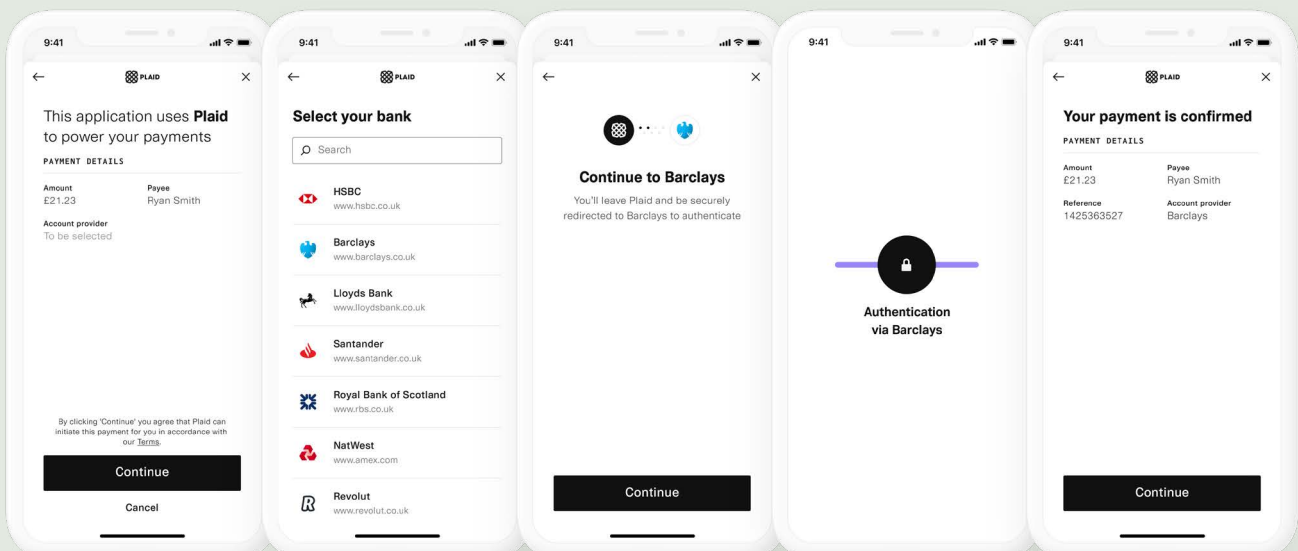 9:41
PLAID
This application uses Plaid
to power your payments
PAYMENT DETAILS
Amount Payee
£21.23 Ryan Smith
Account provider
To be selected
By clicking 'Continue' you agree that Plaid can
initiate this payment for you in accordance with
our Terms.
Continue
Cancel
9:41
PLAID
Select your bank
Search
HSBC
www.hsbc.co.uk
Barclays
www.barclays.co.uk
Lloyds Bank
www.lloydsbank.co.uk
Santander
www.santander.co.uk
Royal Bank of Scotland
www.rbs.co.uk
NatWest
www.amex.com
Revolut
www.revolut.co.uk
9:41
Continue to Barclays
You'll leave Plaid and be securely
redirected to Barclays to authenticate
Continue
9:41
Authentication
via Barclays
9:41
PLAID
Your payment is confirmed
PAYMENT DETAILS
Amount Payee
£21.23 Ryan Smith
Reference Account provider
1425363527 Barclays
Continue